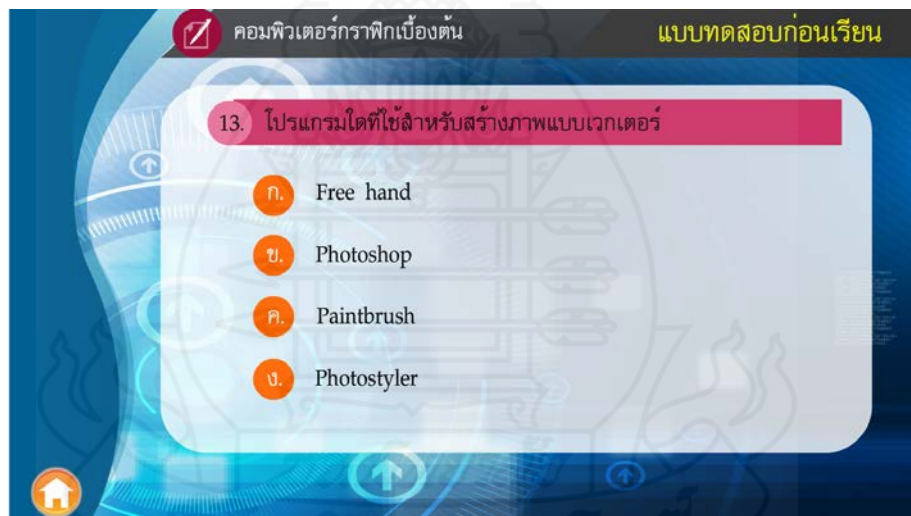 คอมพิวเตอร์กราฟิกเบื้องต้น
แบบทดสอบก่อนเรียน
13. โปรแกรมใดที่ใช้สำหรับสร้างภาพแบบเวกเตอร์
ก. Free hand
ข. Photoshop
ค. Paintbrush
ง. Photostyler